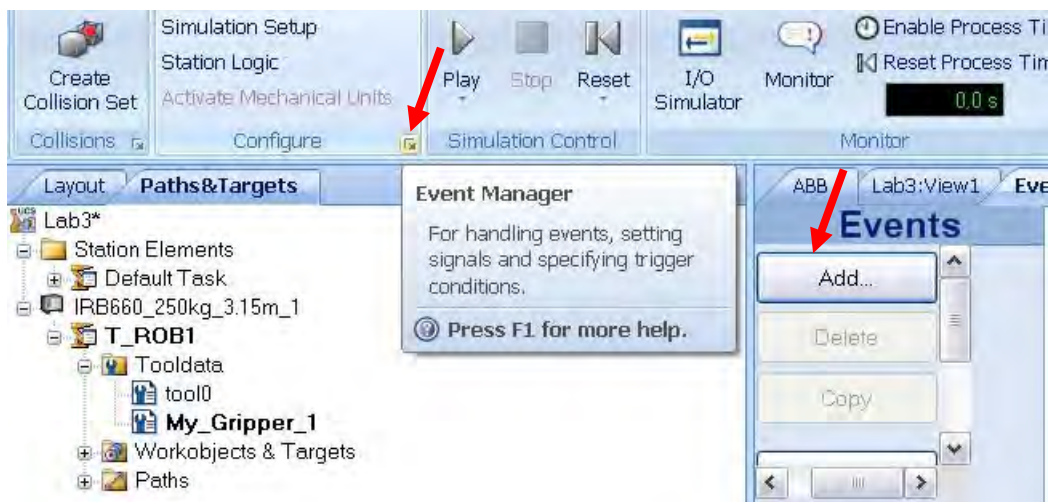 Simulation Setup
Station Logic
Activate Mechanical Units
Create
Collision Set
Collisions
Configure
Play
Stop
Reset
Simulation Control
I/O
Simulator
Monitor
Enable Process Ti
Reset Process Tim
0,0 s
Monitor
Layout
Paths&Targets
Lab3*
Station Elements
Default Task
IRB660_250kg_3.15m_1
T_ROB1
Tooldata
tool0
My_Gripper_1
Workobjects & Targets
Paths
Event Manager
For handling events, setting
signals and specifying trigger
conditions.
Press F1 for more help.
ABB
Lab3:View1
Eve
Events
Add...
Delete
Copy